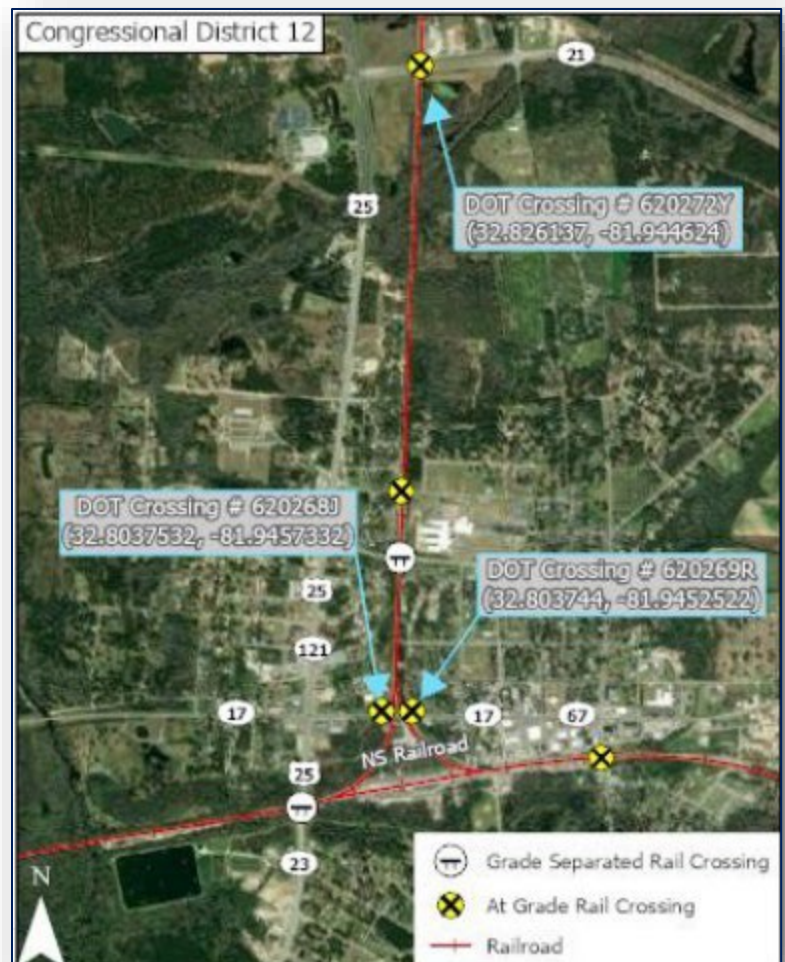 Congressional District 12
21
25
DOT Crossing # 620272Y
(32.826137, -81.944624)
DOT Crossing # 620268J
(32.8037532, -81.9457332)
DOT Crossing # 620269R
(32.803744, -81.9452522)
25
121
17
17
67
NS Railroad
25
23
N
Grade Separated Rail Crossing
At Grade Rail Crossing
Railroad